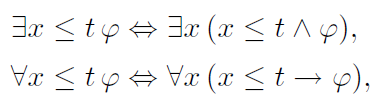 ∃x ≤ t φ ⇔ ∃x (x ≤ t ∧ φ),
∀x ≤ t φ ⇔ ∀x (x ≤ t → φ),